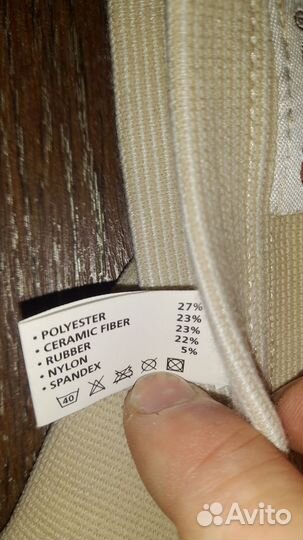 • POLYESTER 27%
• CERAMIC FIBER 23%
• RUBBER 23%
• NYLON 22%
• SPANDEX 5%
40
Avito